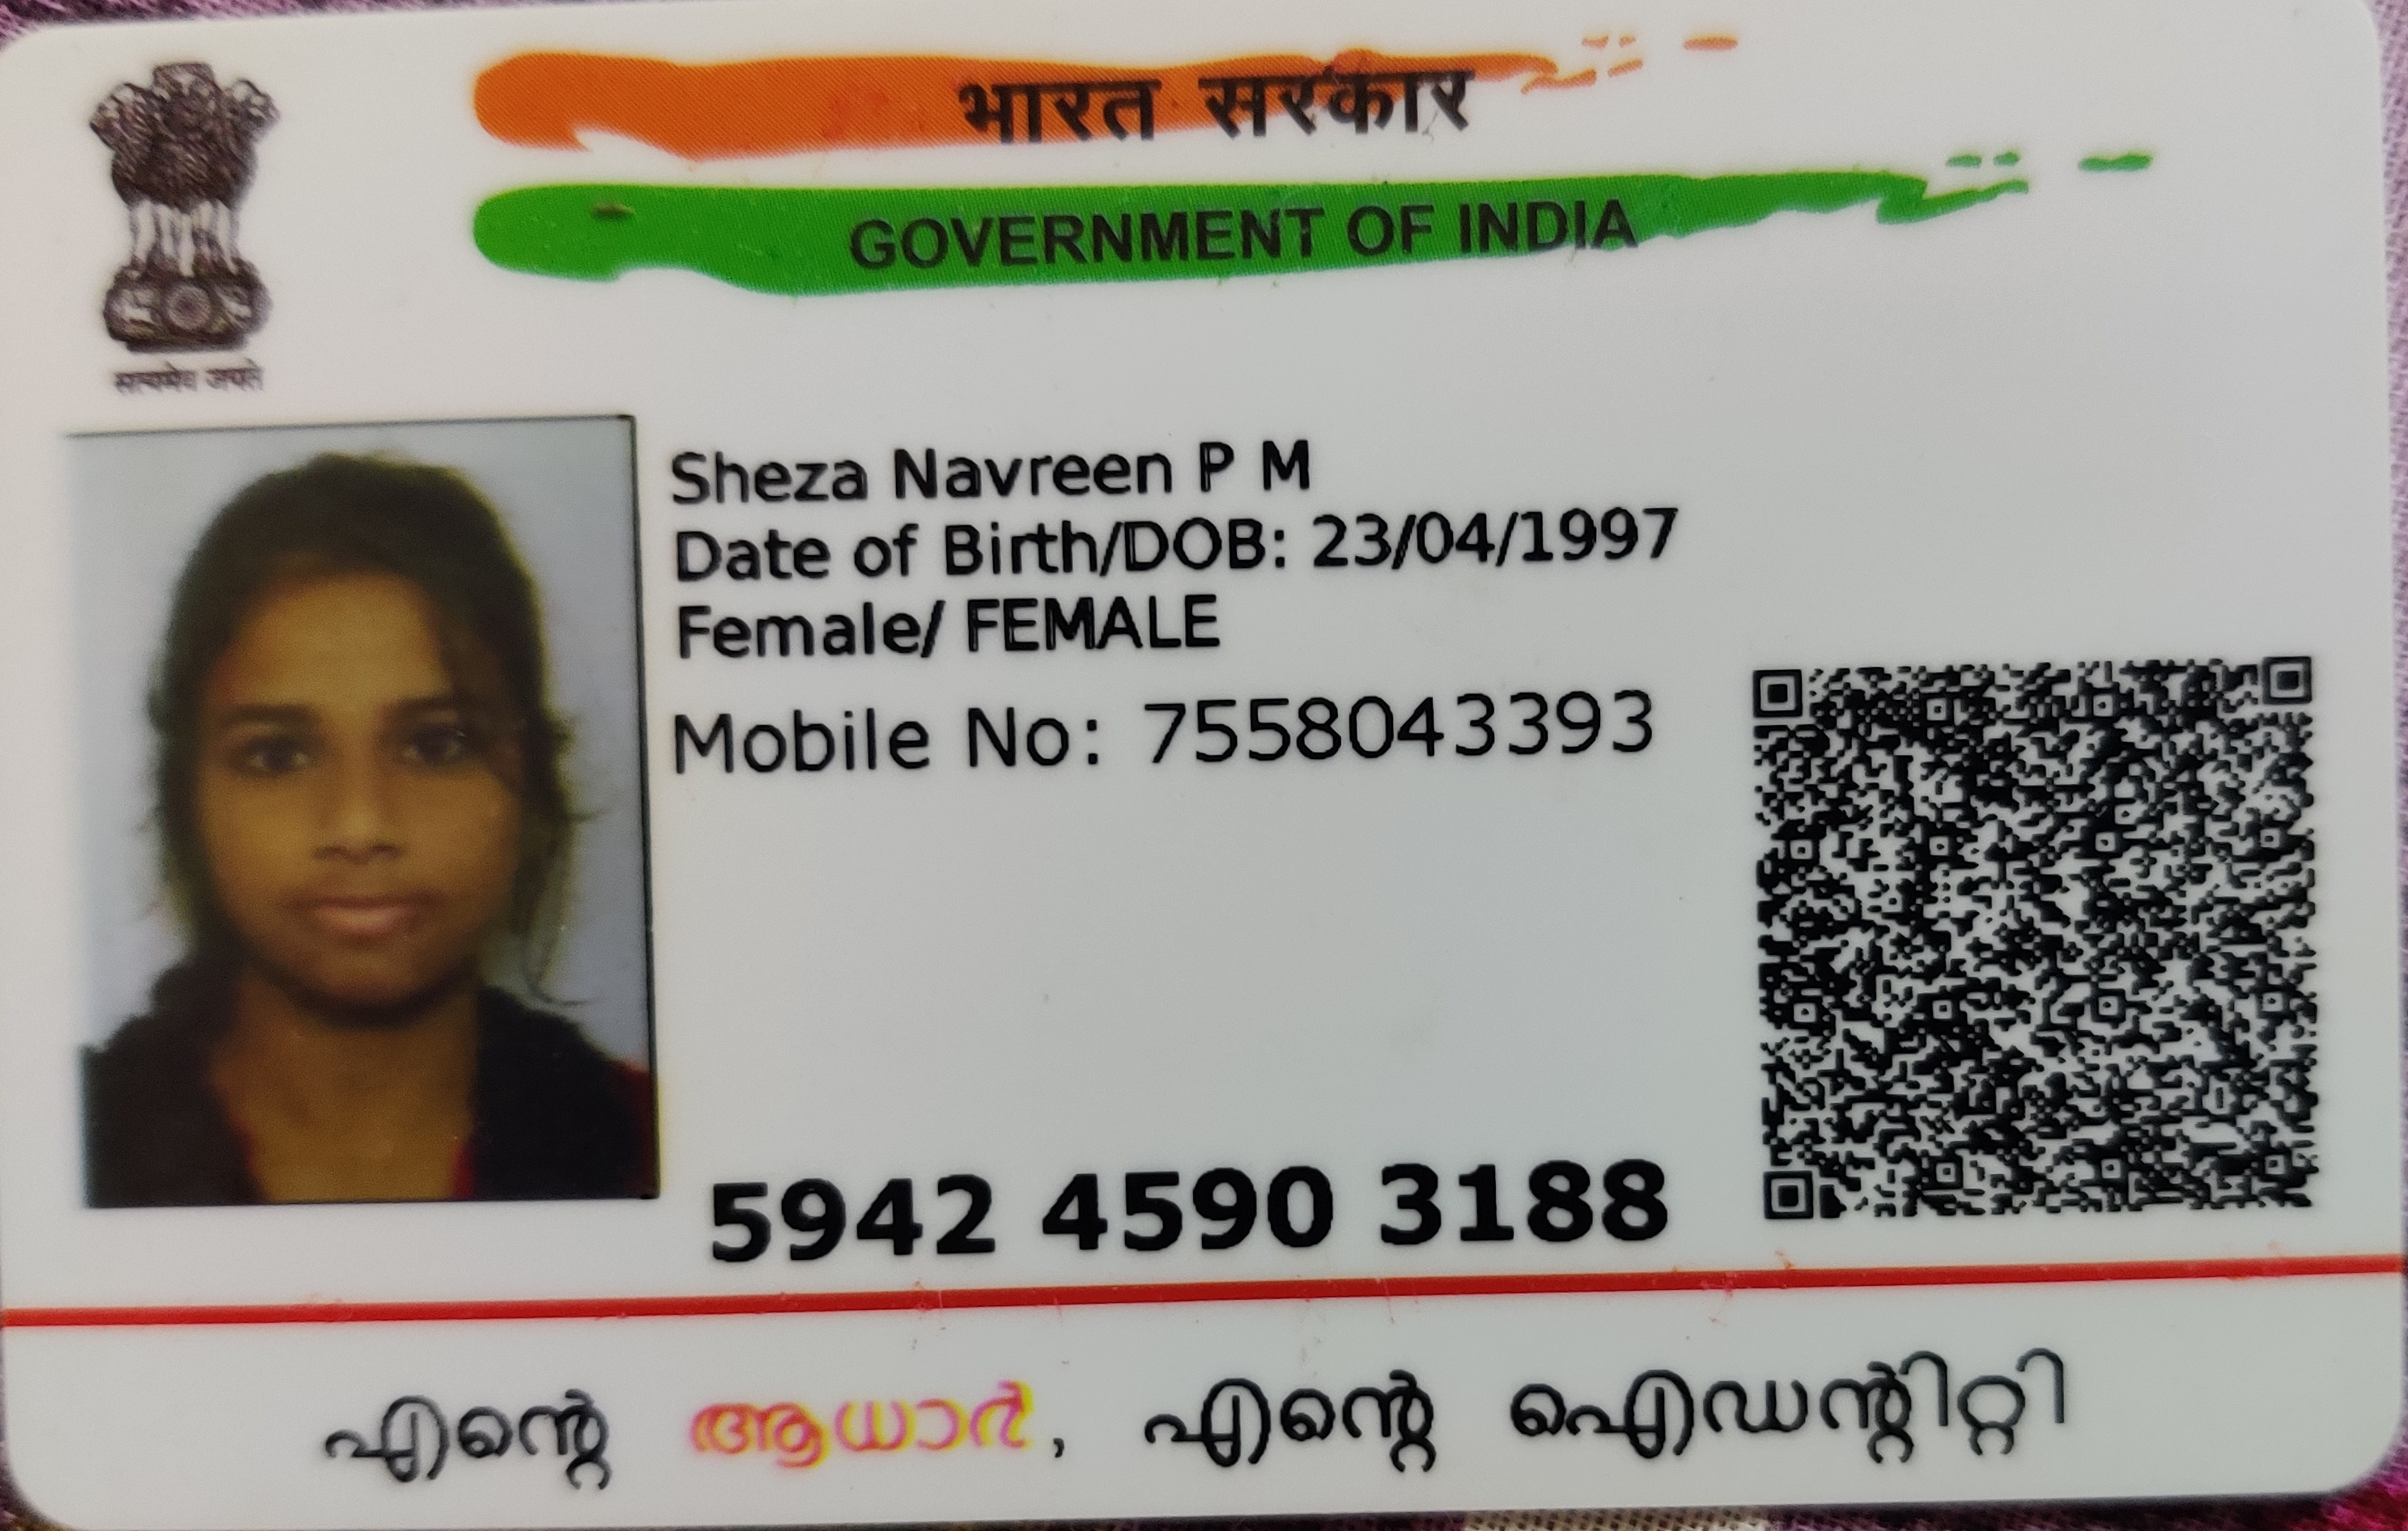 भारत सरकार
GOVERNMENT OF INDIA
सत्यमेव जयते
Sheza Navreen P M
Date of Birth/DOB: 23/04/1997
Female/ FEMALE
Mobile No: 7558043393
5942 4590 3188
എന്റെ ആധാർ, എന്റെ ഐഡന്റിറ്റി